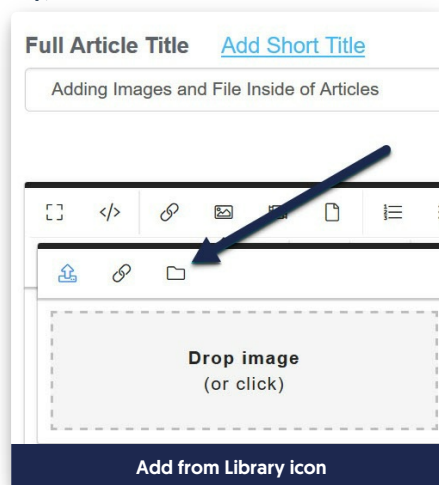 Full Article Title Add Short Title
Adding Images and File Inside of Articles
Drop image
(or click)
Add from Library icon